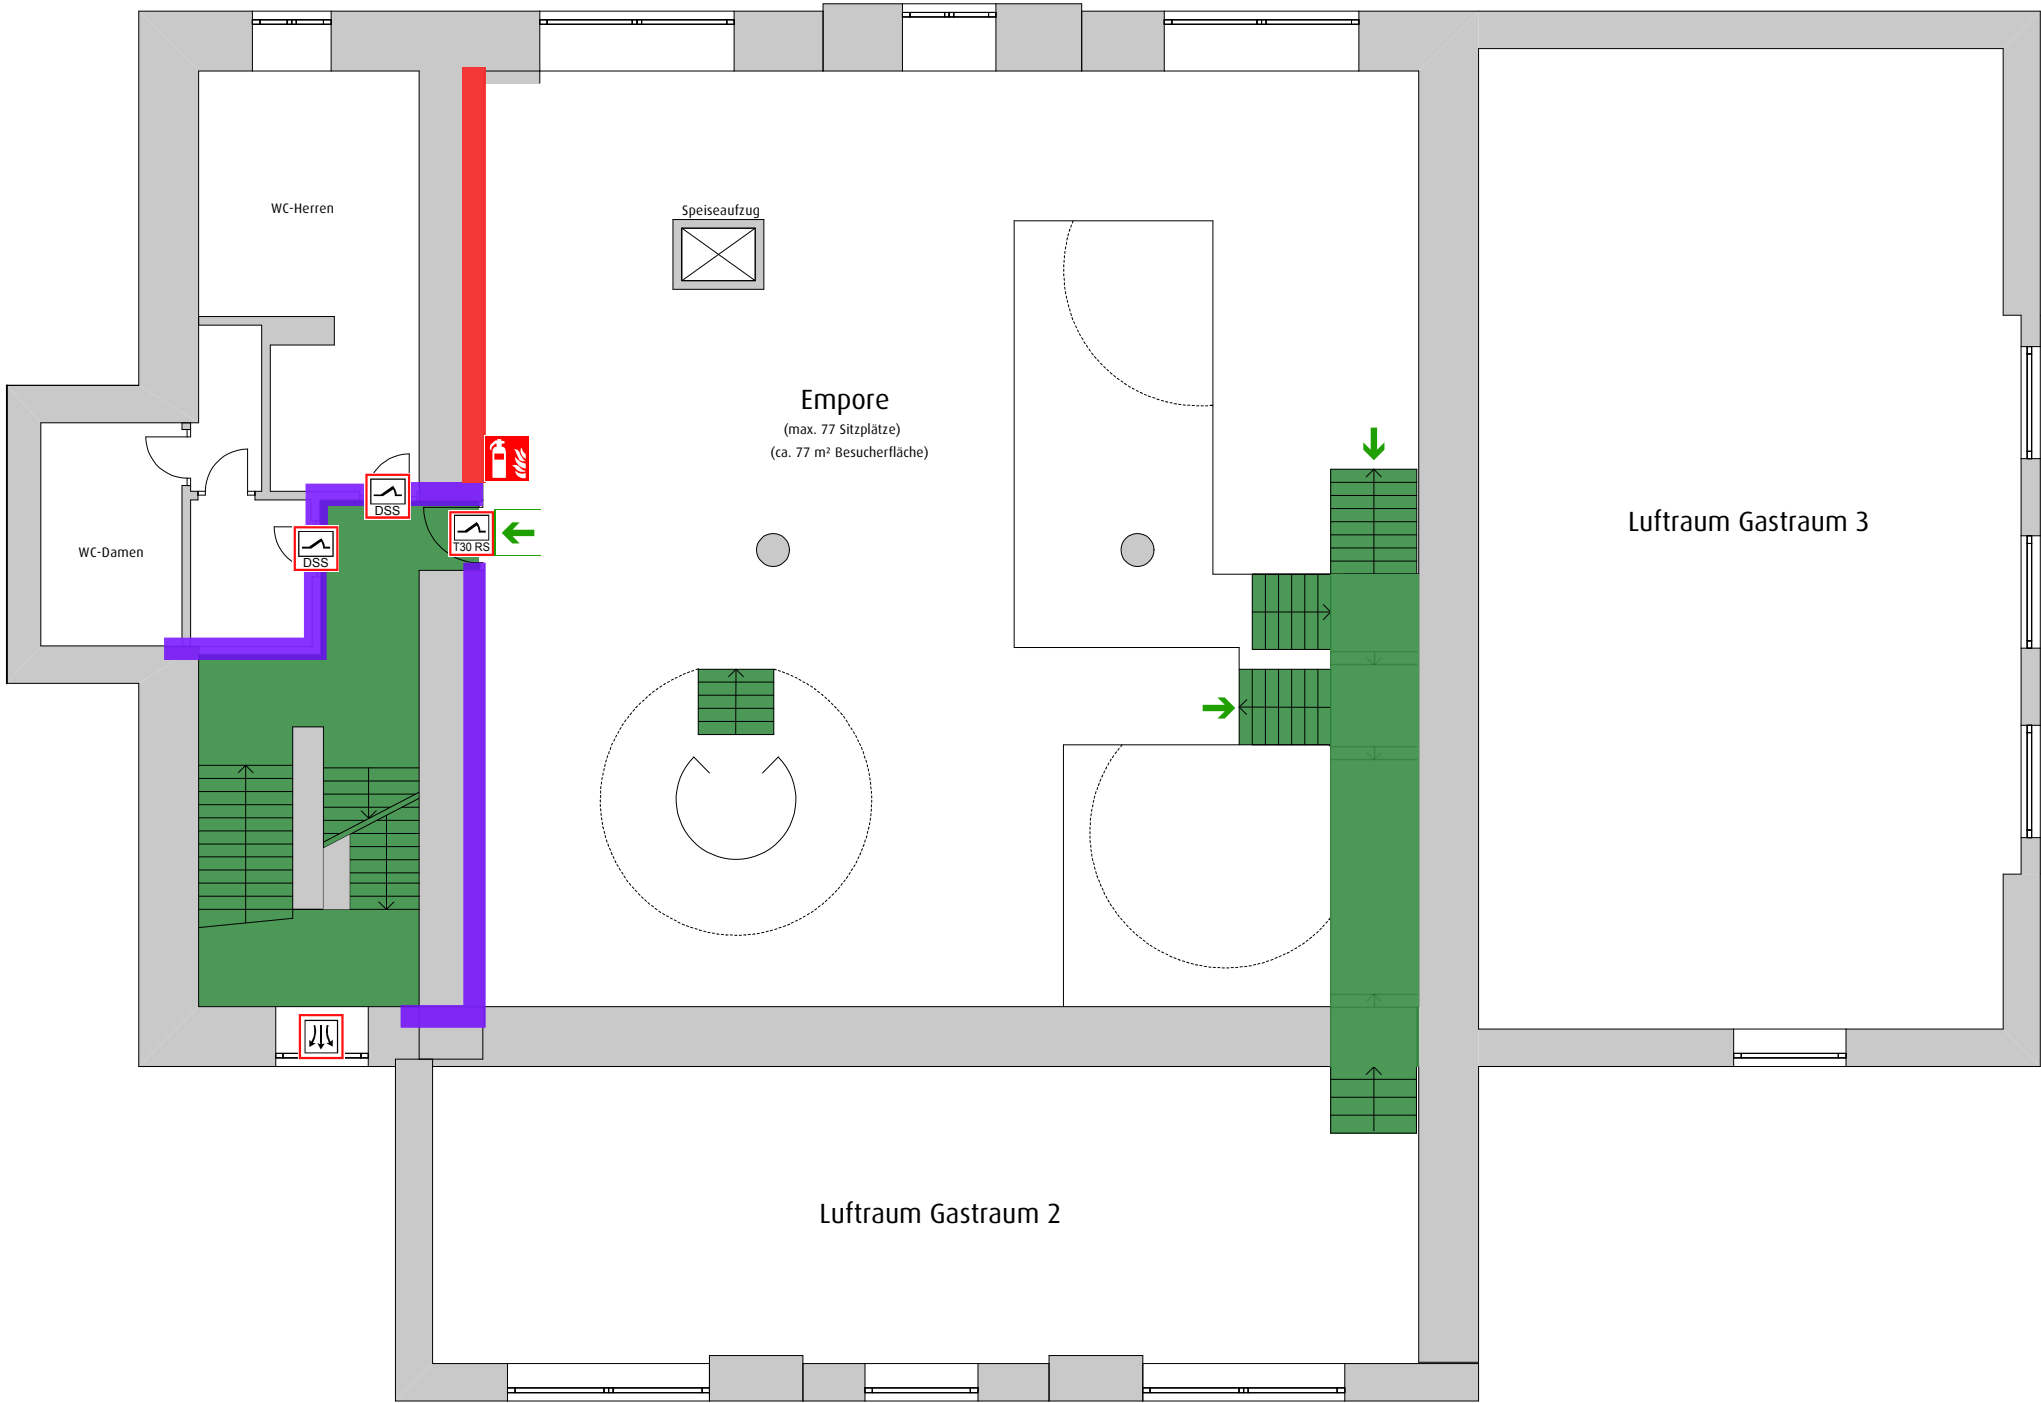 WC-Herren
Speiseaufzug
Empore
(max. 77 Sitzplätze)
(ca. 77 m² Besucherfläche)
DSS
T30 RS
DSS
WC-Damen
Luftraum Gastraum 3
Luftraum Gastraum 2